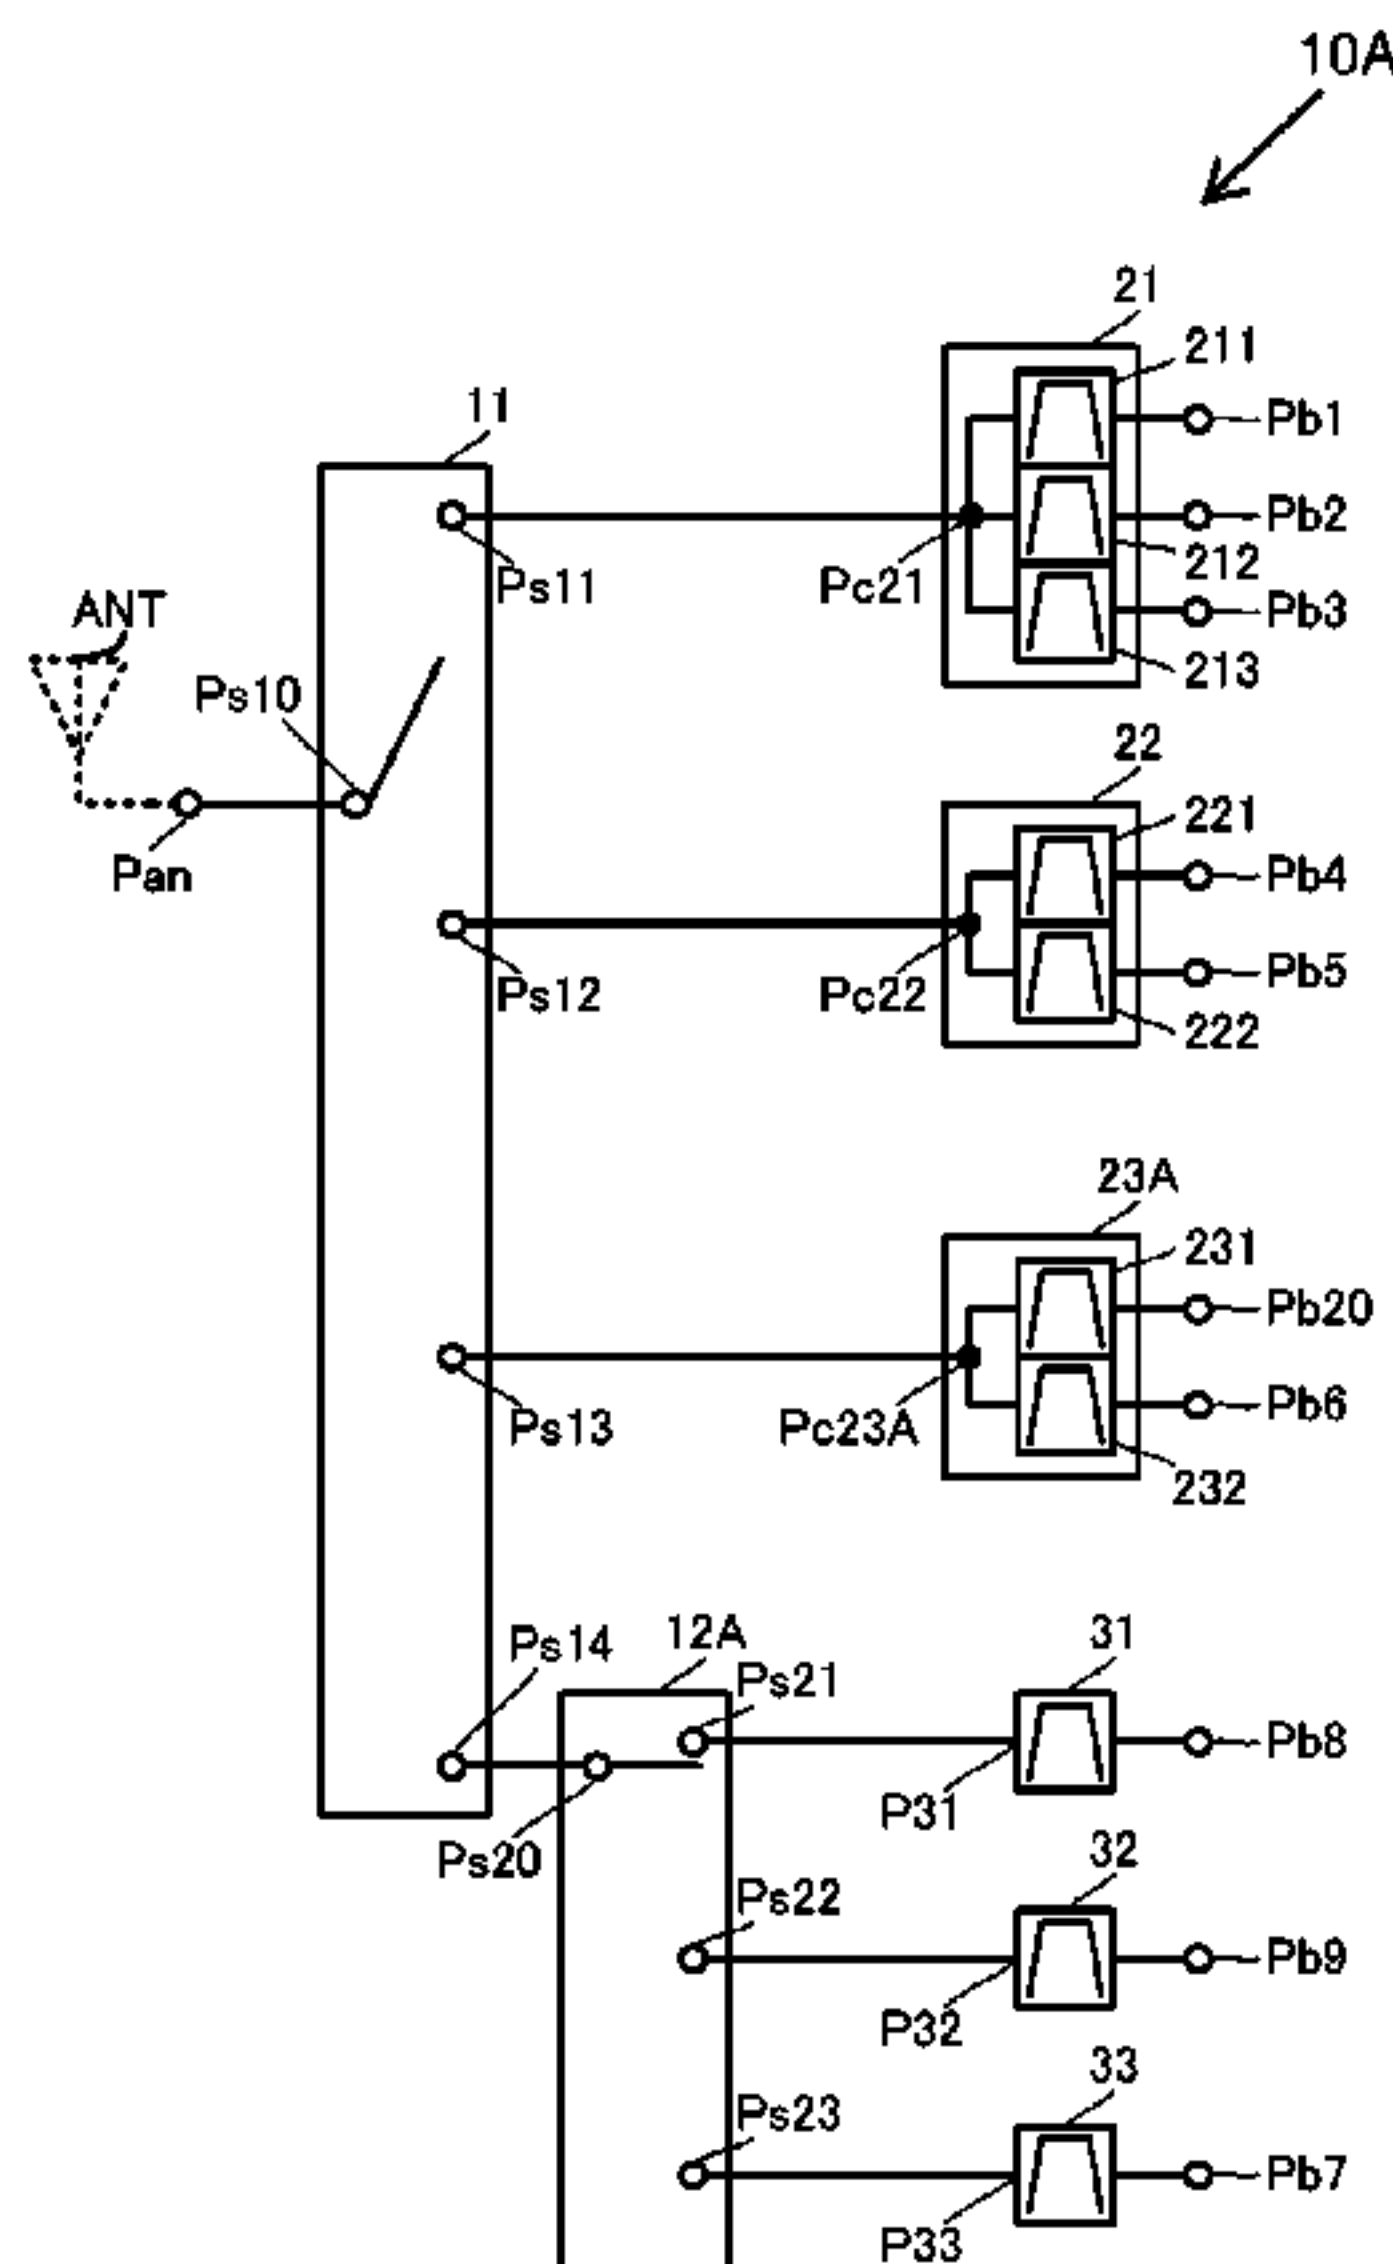 10A
21
211
Pb1
11
Ps11
Pc21
Pb2
212
ANT
Pb3
213
Ps10
22
221
Pan
Pb4
Ps12
Pc22
Pb5
222
23A
231
Pb20
Ps13
Pc23A
Pb6
232
Ps14
12A
31
Ps21
Pb8
P31
Ps20
32
Ps22
Pb9
P32
33
Ps23
Pb7
P33